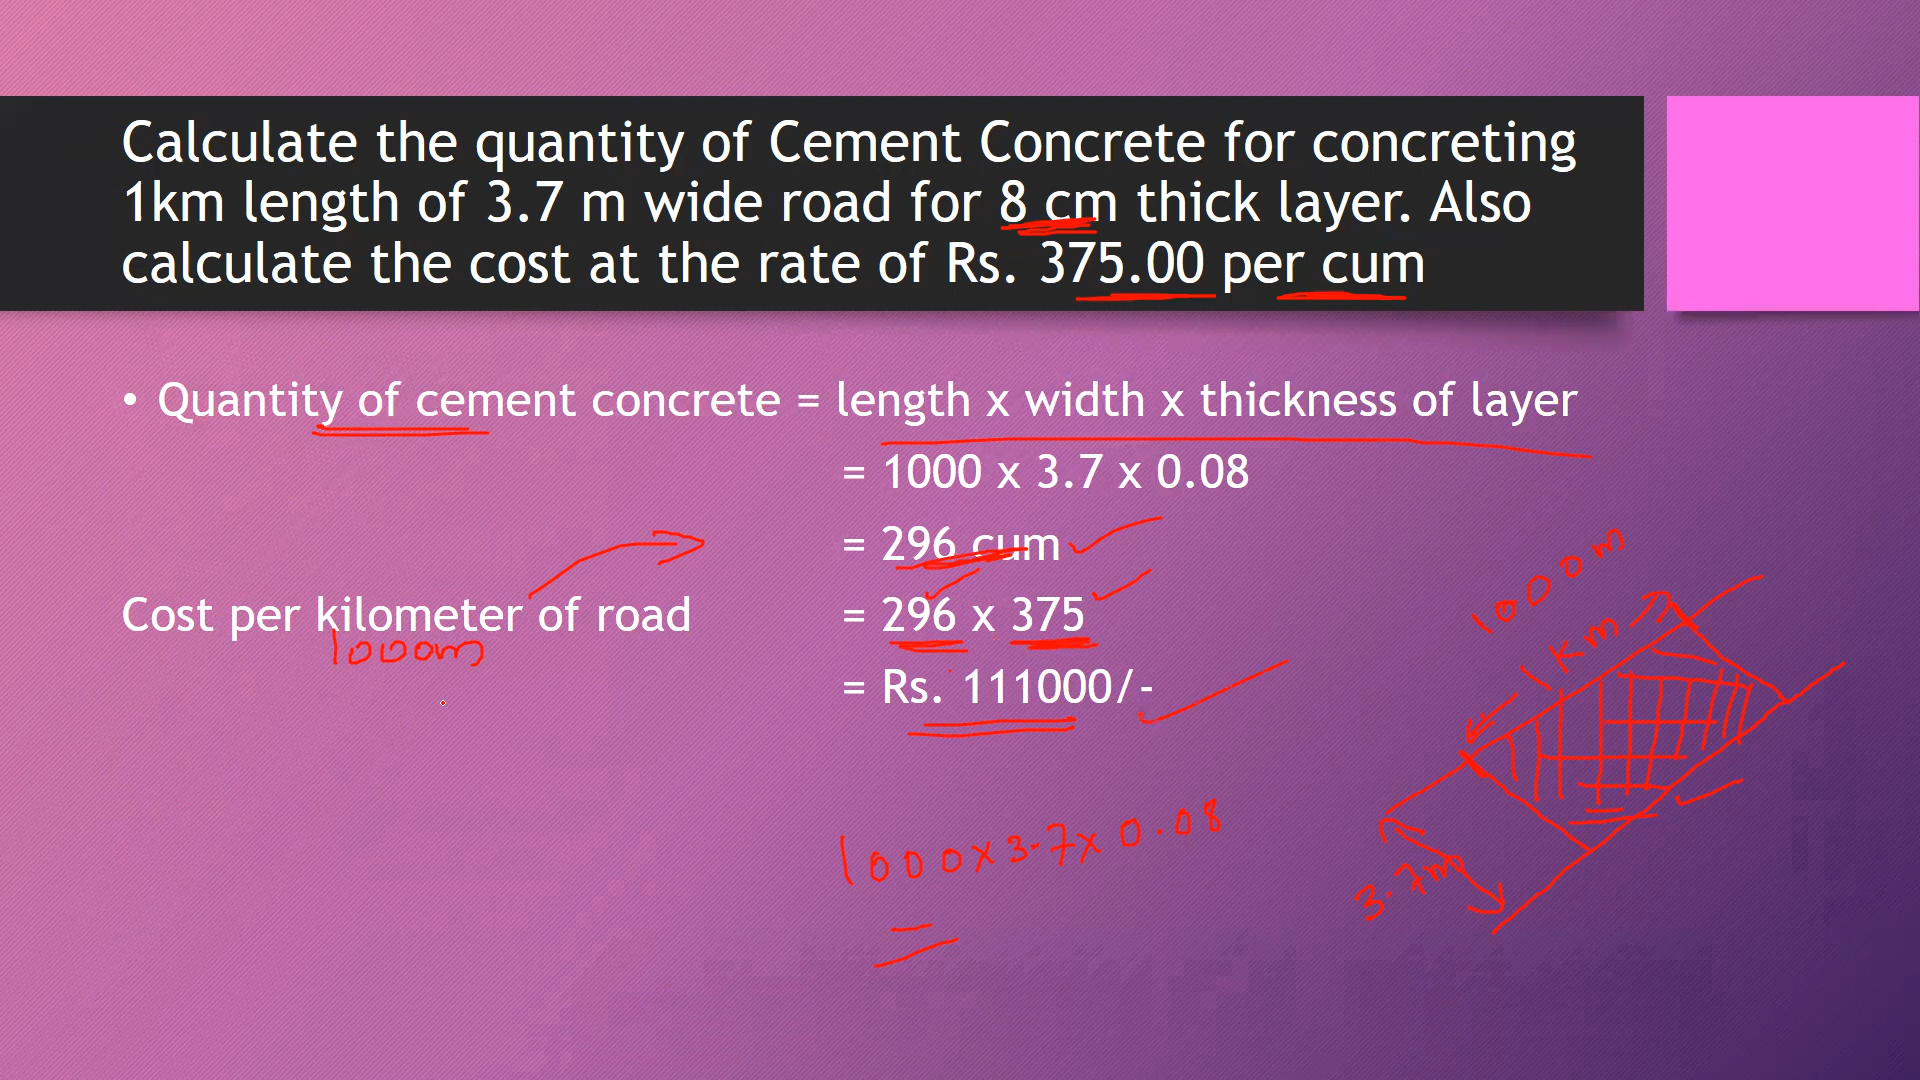 Calculate the quantity of Cement Concrete for concreting
1km length of 3.7 m wide road for 8 cm thick layer. Also
calculate the cost at the rate of Rs. 375.00 per cum
• Quantity of cement concrete = length x width x thickness of layer
= 1000 x 3.7 x 0.08
= 296 cum
Cost per kilometer of road = 296 x 375
1000m
= Rs. 111000/-
1000m
1km
1000x3.7x0.08
=
3.7m